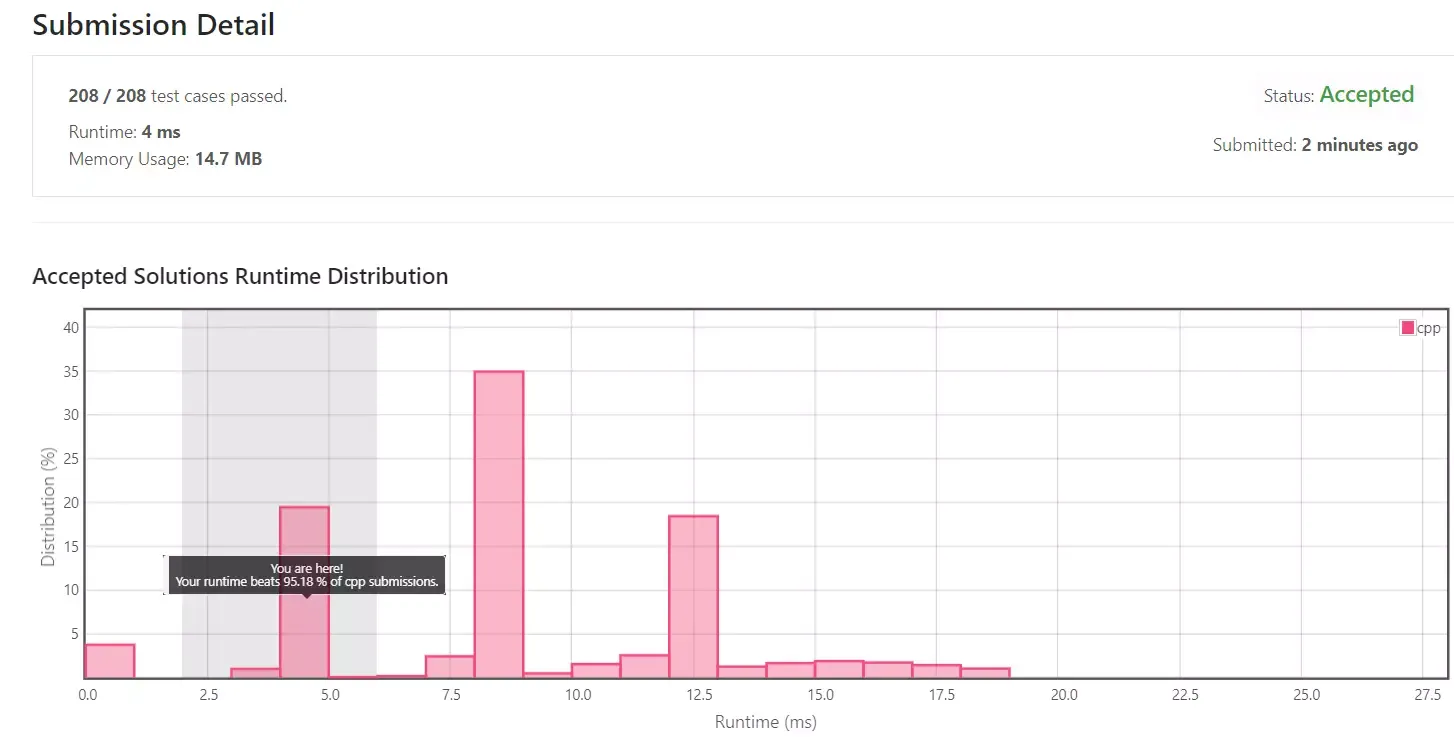 Submission Detail
208 / 208 test cases passed.
Status: Accepted
Runtime: 4 ms
Submitted: 2 minutes ago
Memory Usage: 14.7 MB
Accepted Solutions Runtime Distribution
cpp
40
35
30
25
20
15
10
5
Distribution (%)
You are here!
Your runtime beats 95.18 % of cpp submissions.
0.0 2.5 5.0 7.5 10.0 12.5 15.0 17.5 20.0 22.5 25.0 27.5
Runtime (ms)